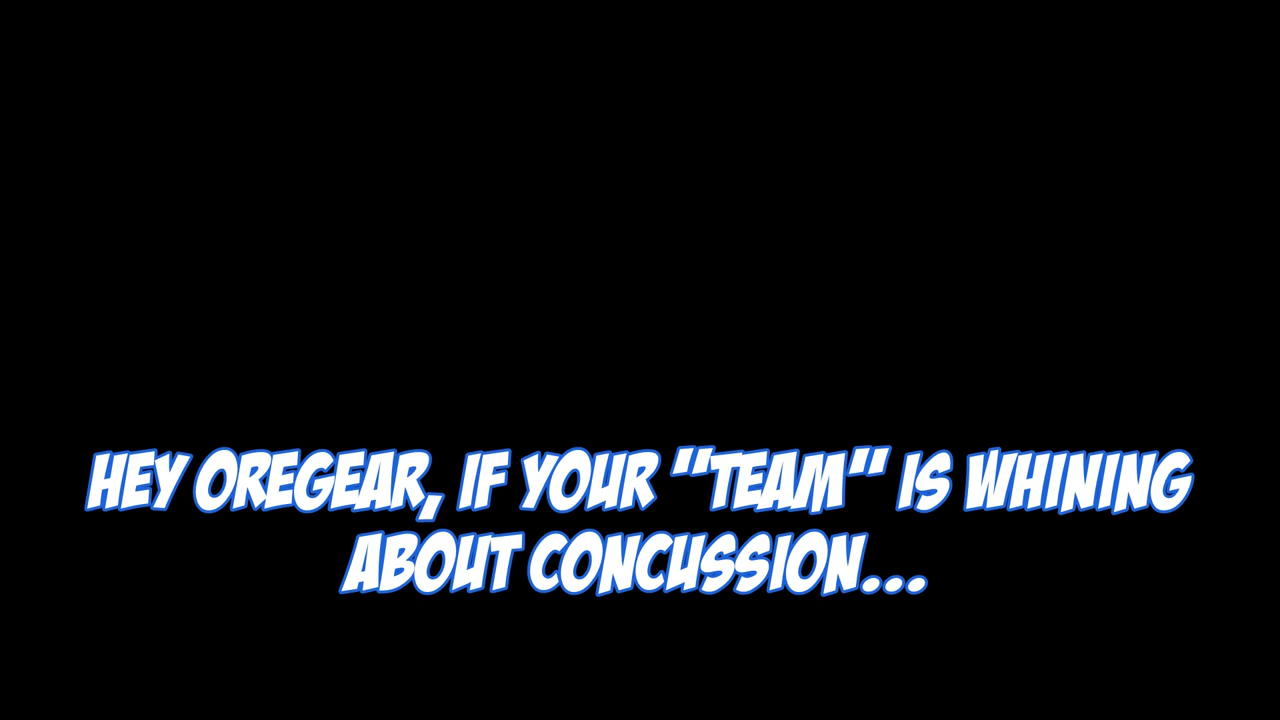 HEY OREGEAR, IF YOUR "TEAM" IS WHINING
ABOUT CONCUSSION...